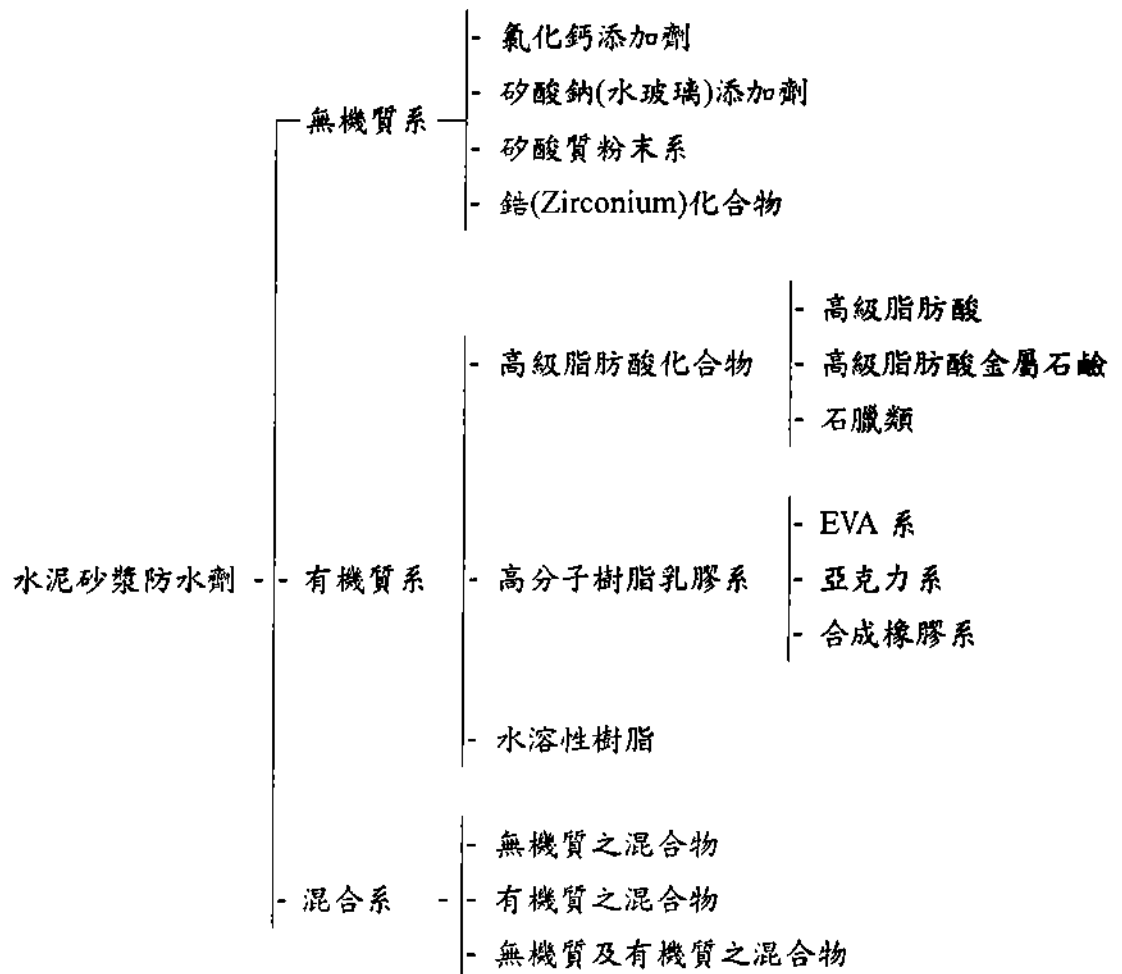 氯化鈣添加劑
矽酸鈉(水玻璃)添加劑
無機質系
矽酸質粉末系
鋯(Zirconium)化合物
高級脂肪酸
高級脂肪酸化合物
高級脂肪酸金屬石鹼
石臘類
EVA 系
水泥砂漿防水劑
有機質系
高分子樹脂乳膠系
亞克力系
合成橡膠系
水溶性樹脂
無機質之混合物
混合系
有機質之混合物
無機質及有機質之混合物